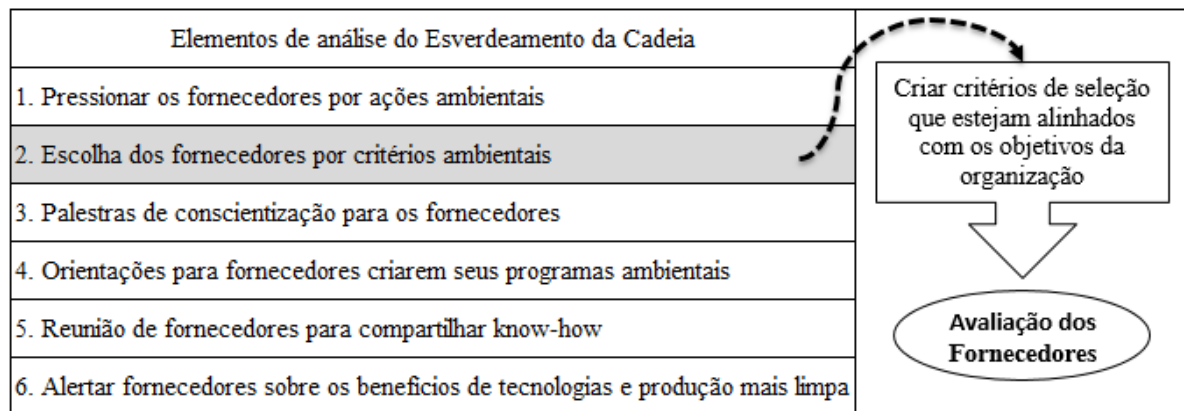 Elementos de análise do Esverdeamento da Cadeia
1. Pressionar os fornecedores por ações ambientais
2. Escolha dos fornecedores por critérios ambientais
3. Palestras de conscientização para os fornecedores
4. Orientações para fornecedores criarem seus programas ambientais
5. Reunião de fornecedores para compartilhar know-how
6. Alertar fornecedores sobre os benefícios de tecnologias e produção mais limpa
Criar critérios de seleção
que estejam alinhados
com os objetivos da
organização
Avaliação dos
Fornecedores